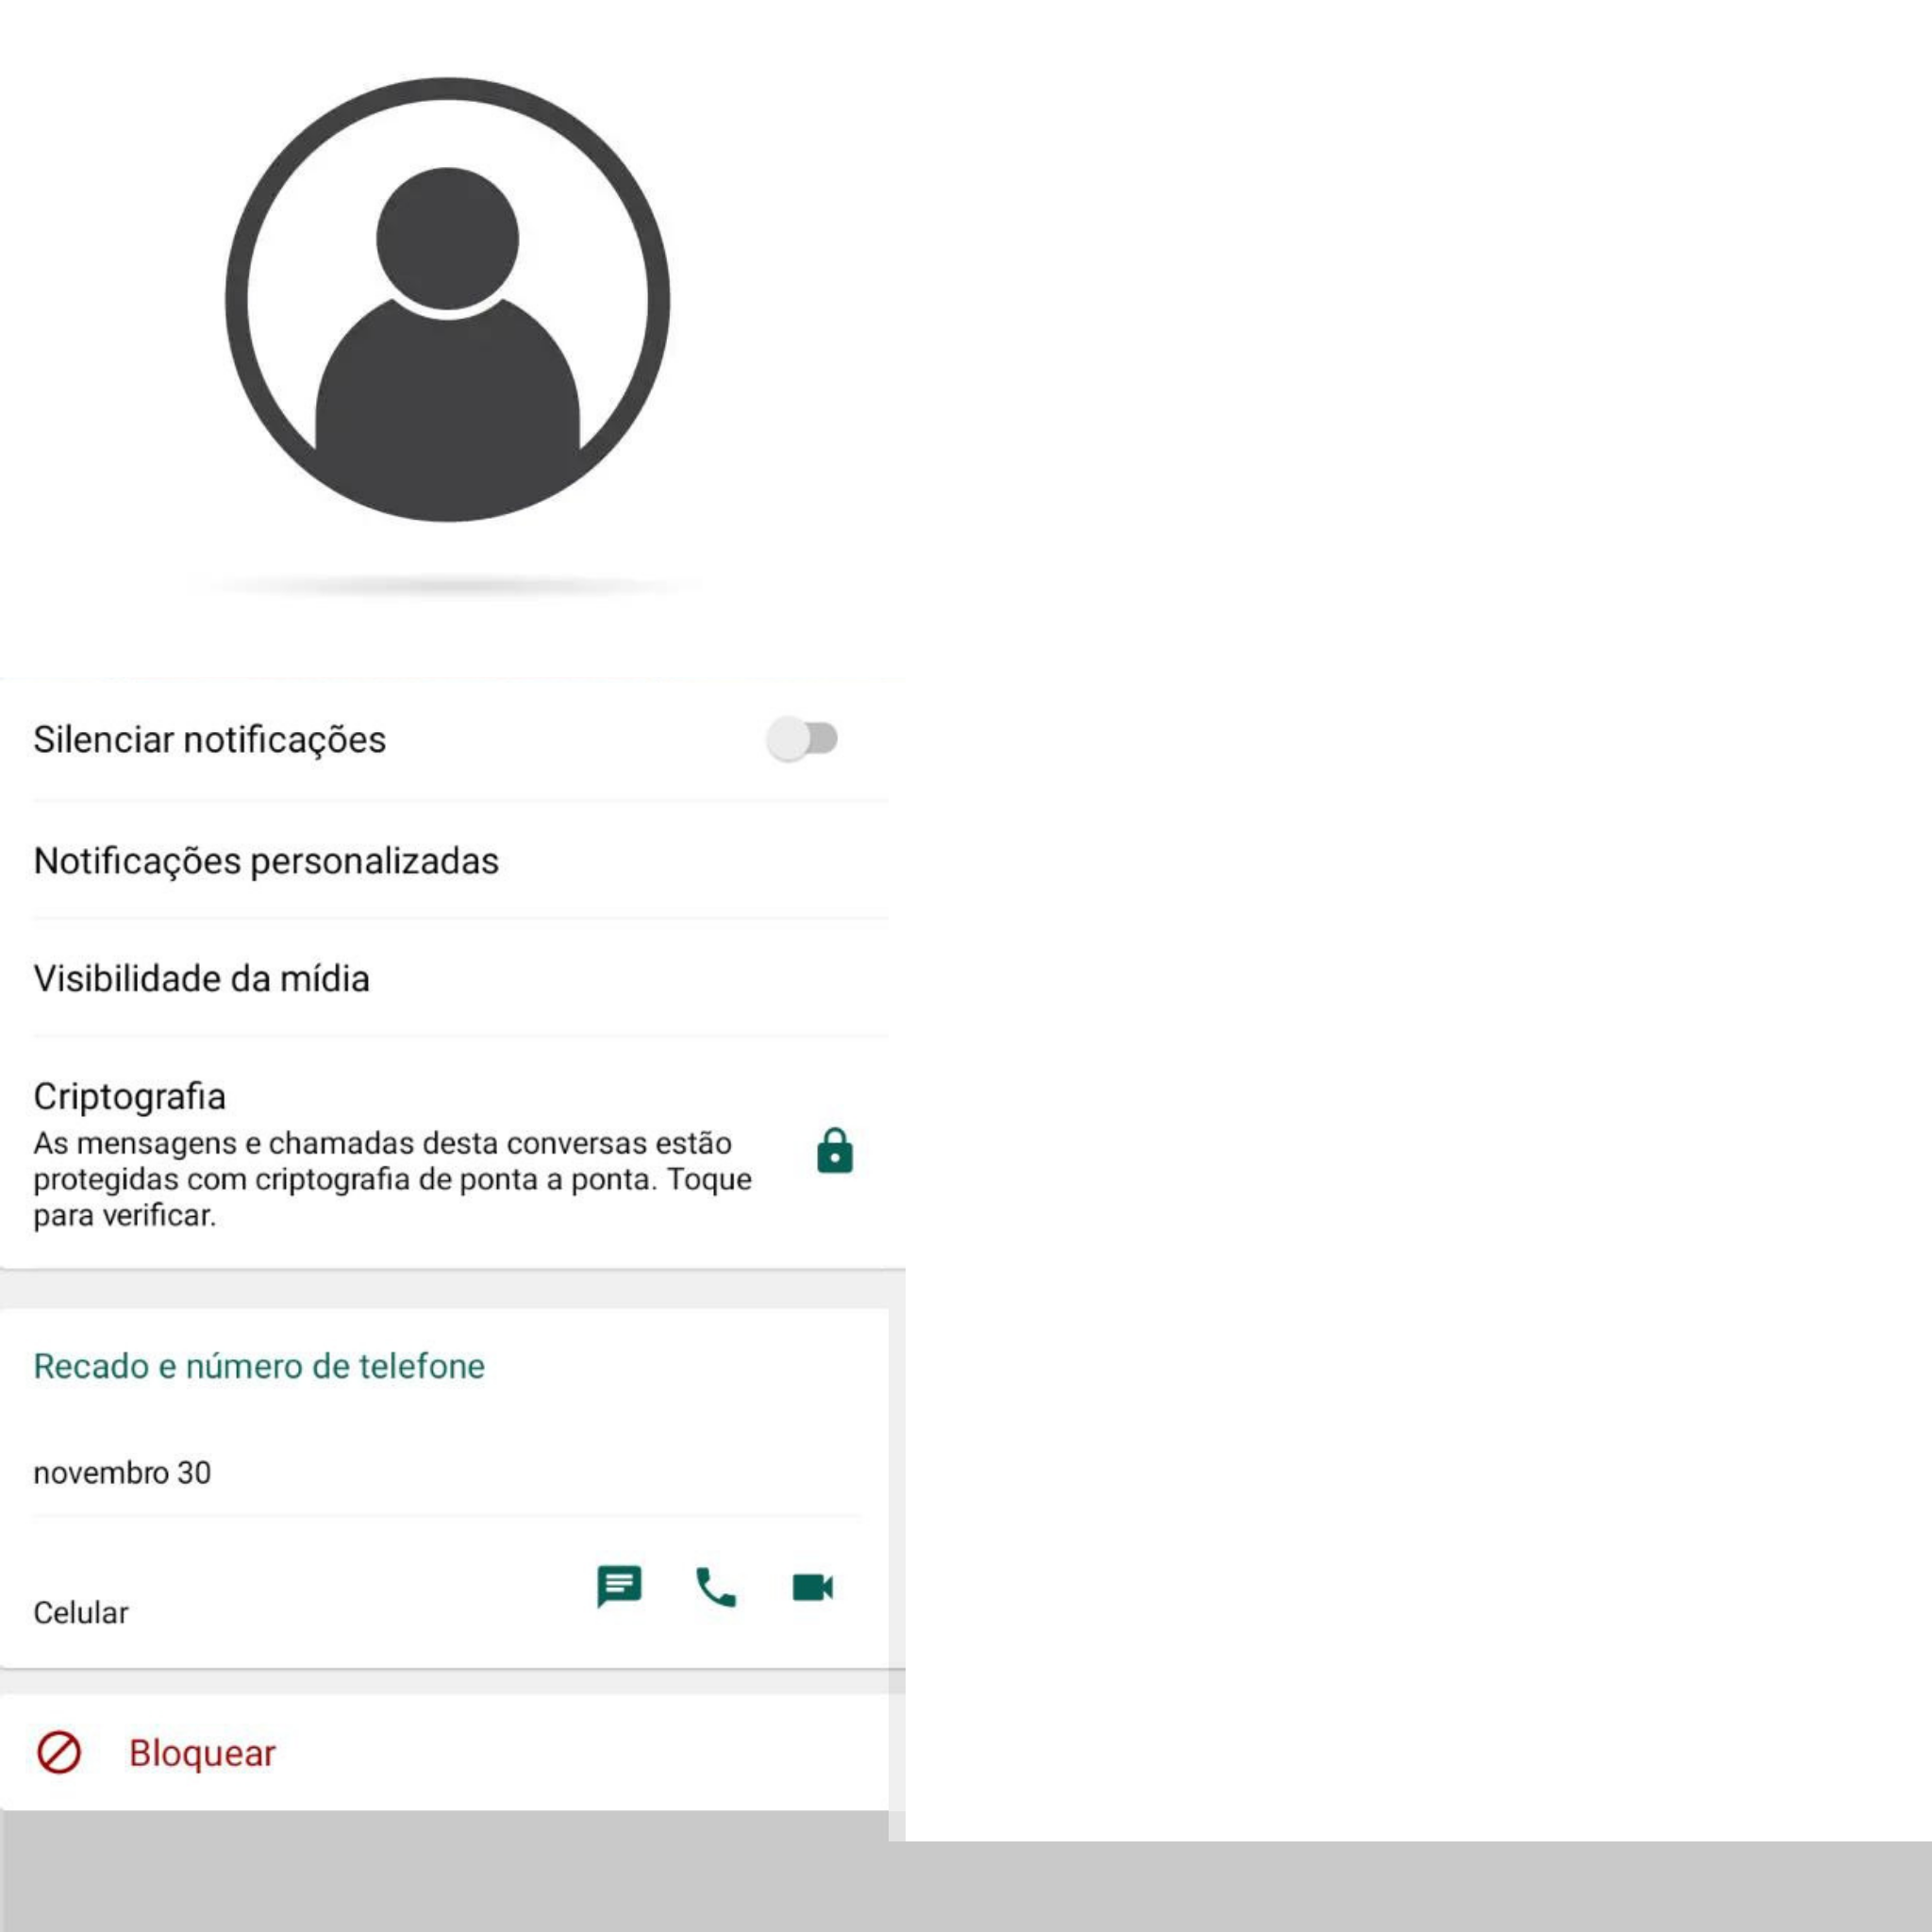 Silenciar notificações
Notificações personalizadas
Visibilidade da mídia
Criptografia
As mensagens e chamadas desta conversas estão
protegidas com criptografia de ponta a ponta. Toque
para verificar.
Recado e número de telefone
novembro 30
Celular
Bloquear